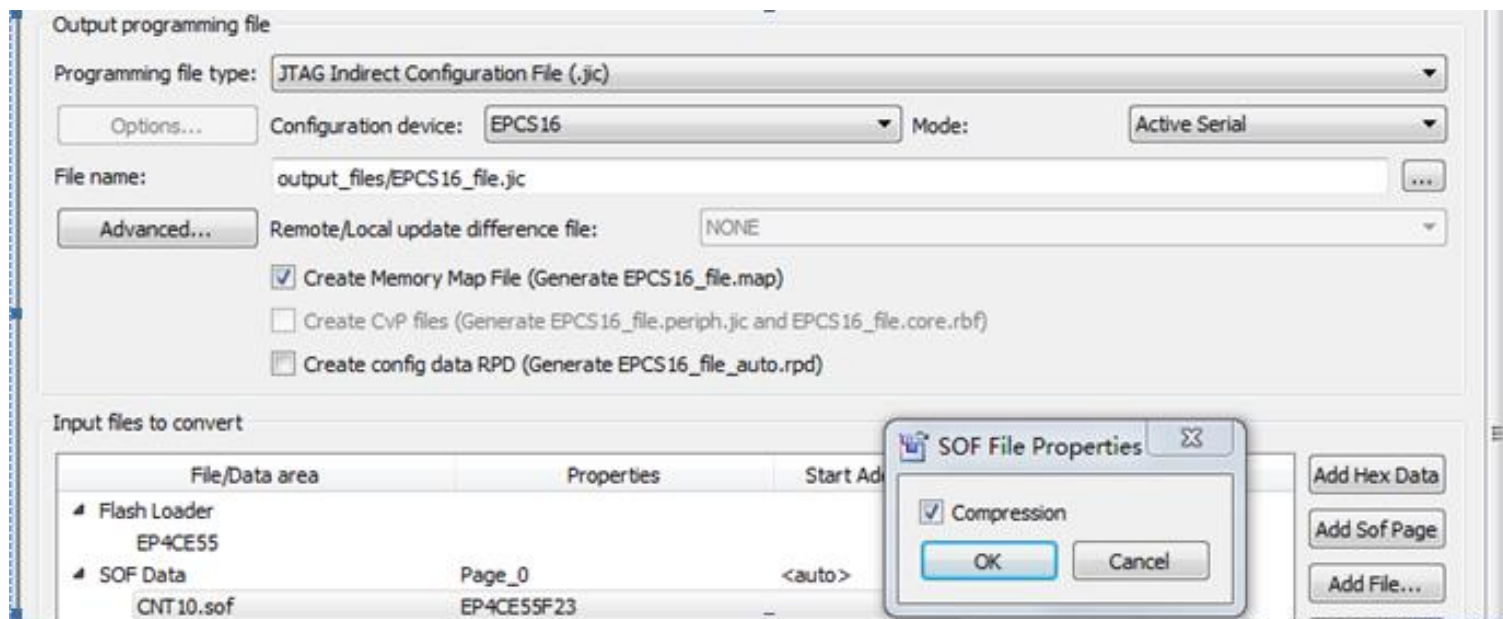 Output programming file
Programming file type: JTAG Indirect Configuration File (.jic)
Options... Configuration device: EPCS16 Mode: Active Serial
File name: output_files/EPCS16_file.jic ...
Advanced... Remote/Local update difference file: NONE
Create Memory Map File (Generate EPCS16_file.map)
Create CvP files (Generate EPCS16_file.periph.jic and EPCS16_file.core.rbf)
Create config data RPD (Generate EPCS16_file_auto.rpd)
Input files to convert
File/Data area Properties Start Ad
Flash Loader
EP4CE55
SOF Data Page_0 <auto>
CNT10.sof EP4CE55F23
SOF File Properties
Compression
OK Cancel
Add Hex Data
Add Sof Page
Add File...